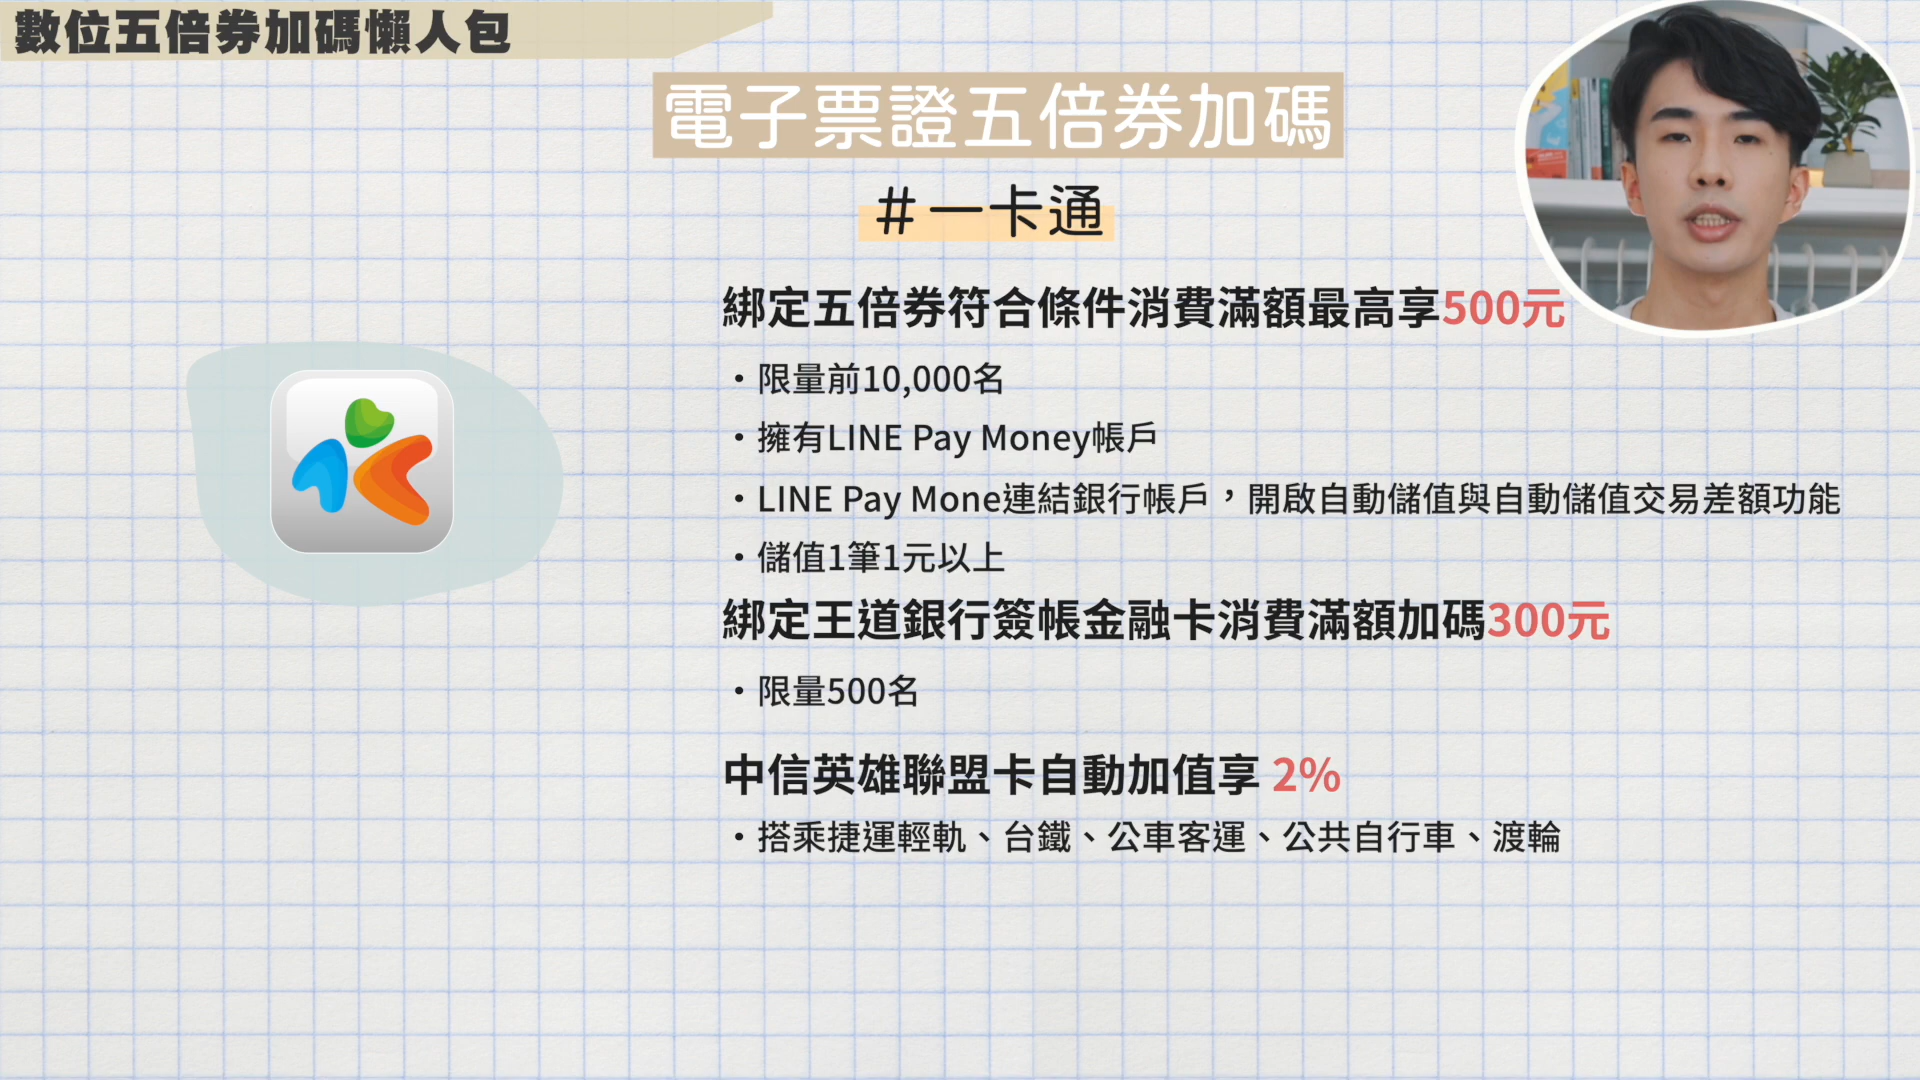 數位五倍券加碼懶人包
電子票證五倍券加碼
#一卡通
綁定五倍券符合條件消費滿額最高享500元
・限量前10,000名
・擁有LINE Pay Money帳戶
・LINE Pay Mone連結銀行帳戶，開啟自動儲值與自動儲值交易差額功能
・儲值1筆1元以上
綁定王道銀行簽帳金融卡消費滿額加碼300元
・限量500名
中信英雄聯盟卡自動加值享 2%
・搭乘捷運輕軌、台鐵、公車客運、公共自行車、渡輪